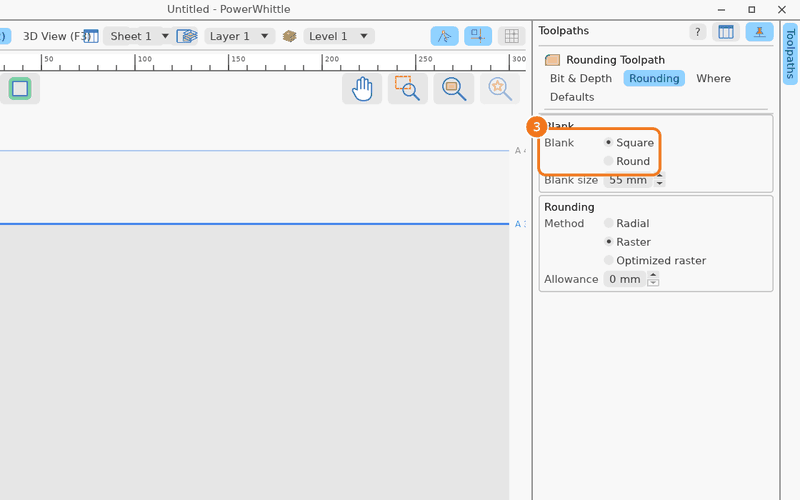 Untitled - PowerWhittle
3D View (F3)
Sheet 1
Layer 1
Level 1
50
100
150
200
250
300
Toolpaths
?
Toolpaths
Rounding Toolpath
Bit & Depth
Rounding
Where
Defaults
3
Blank
Blank
Square
Round
Blank size
55 mm
Rounding
Method
Radial
Raster
Optimized raster
Allowance
0 mm